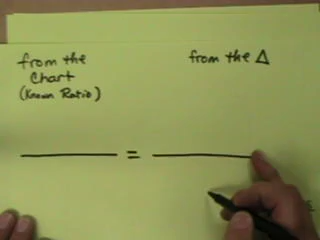 from the
Chart
(Known Ratio)
from the Δ
=